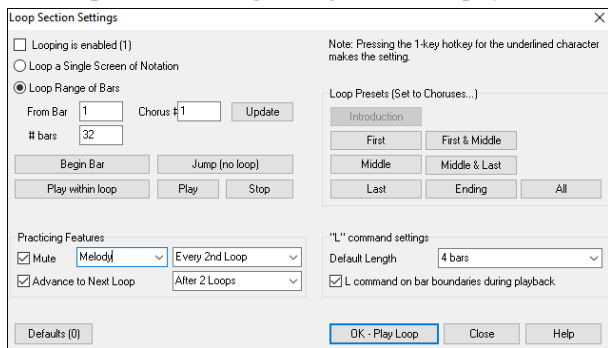 Loop Section Settings
Looping is enabled (1)
Loop a Single Screen of Notation
Loop Range of Bars
From Bar 1 Chorus # 1 Update
# bars 32
Begin Bar Jump (no loop)
Play within loop Play Stop
Practicing Features
Mute Melody Every 2nd Loop
Advance to Next Loop After 2 Loops
Defaults (0)
Note: Pressing the 1-key hotkey for the underlined character
makes the setting.
Loop Presets (Set to Choruses...)
Introduction
First First & Middle
Middle Middle & Last
Last Ending All
"L" command settings
Default Length 4 bars
L command on bar boundaries during playback
OK - Play Loop Close Help